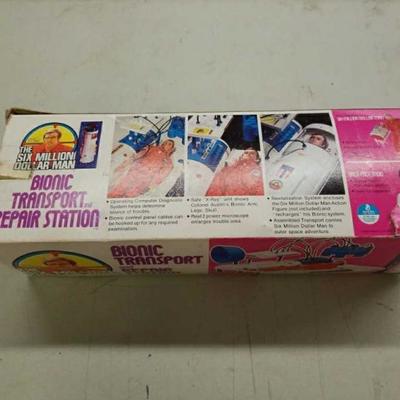 THE
SIX MILLION
DOLLAR MAN
BIONIC
TRANSPORT and
REPAIR STATION
• Operating Computer Diagnostic
System helps determine
source of trouble.
• Bionic control panel cables can
be hooked up for any required
examination.
• Safe "X-Ray" unit shows
Colonel Austin's Bionic Arm,
Legs, Skull.
• Real 2 power microscope
enlarges trouble area.
• Revitalization System encloses
the Six Million Dollar Man Action
Figure (not included) and
"recharges" his Bionic system.
• Assembled Transport carries
Six Million Dollar Man to
outer space adventure.
SIX MILLION DOLLAR
BIONIC
TRANSPORT